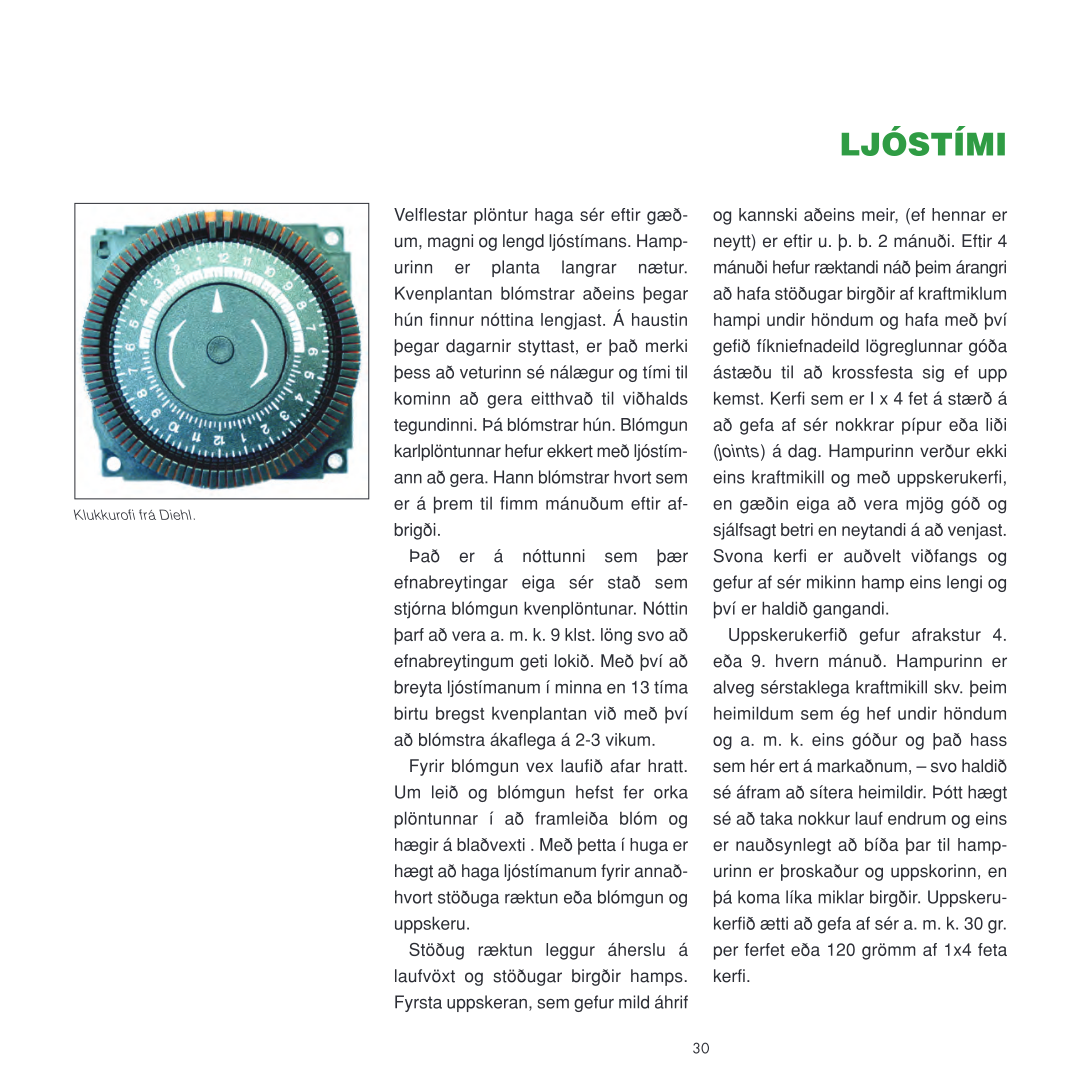 LJÓSTÍMI
Klukkurofi frá Diehl.
Velflestar plöntur haga sér eftir gæð-
um, magni og lengd ljóstímans. Hamp-
urinn er planta langrar nætur.
Kvenplantan blómstrar aðeins þegar
hún finnur nóttina lengjast. Á haustin
þegar dagarnir styttast, er það merki
þess að veturinn sé nálægur og tími til
kominn að gera eitthvað til viðhalds
tegundinni. Þá blómstrar hún. Blómgun
karlplöntunnar hefur ekkert með ljóstím-
ann að gera. Hann blómstrar hvort sem
er á þrem til fimm mánuðum eftir af-
brigði.
Það er á nóttunni sem þær
efnabreytingar eiga sér stað sem
stjórna blómgun kvenplöntunar. Nóttin
þarf að vera a. m. k. 9 klst. löng svo að
efnabreytingum geti lokið. Með því að
breyta ljóstímanum í minna en 13 tíma
birtu bregst kvenplantan við með því
að blómstra ákaflega á 2-3 vikum.
Fyrir blómgun vex laufið afar hratt.
Um leið og blómgun hefst fer orka
plöntunnar í að framleiða blóm og
hægir á blaðvexti . Með þetta í huga er
hægt að haga ljóstímanum fyrir annað-
hvort stöðuga ræktun eða blómgun og
uppskeru.
Stöðug ræktun leggur áherslu á
laufvöxt og stöðugar birgðir hamps.
Fyrsta uppskeran, sem gefur mild áhrif
og kannski aðeins meir, (ef hennar er
neytt) er eftir u. þ. b. 2 mánuði. Eftir 4
mánuði hefur ræktandi náð þeim árangri
að hafa stöðugar birgðir af kraftmiklum
hampi undir höndum og hafa með því
gefið fíkniefnadeild lögreglunnar góða
ástæðu til að krossfesta sig ef upp
kemst. Kerfi sem er I x 4 fet á stærð á
að gefa af sér nokkrar pípur eða liði
(joints) á dag. Hampurinn verður ekki
eins kraftmikill og með uppskerukerfi,
en gæðin eiga að vera mjög góð og
sjálfsagt betri en neytandi á að venjast.
Svona kerfi er auðvelt viðfangs og
gefur af sér mikinn hamp eins lengi og
því er haldið gangandi.
Uppskerukerfið gefur afrakstur 4.
eða 9. hvern mánuð. Hampurinn er
alveg sérstaklega kraftmikill skv. þeim
heimildum sem ég hef undir höndum
og a. m. k. eins góður og það hass
sem hér ert á markaðnum, – svo haldið
sé áfram að sítera heimildir. Þótt hægt
sé að taka nokkur lauf endrum og eins
er nauðsynlegt að bíða þar til hamp-
urinn er þroskaður og uppskorinn, en
þá koma líka miklar birgðir. Uppskeru-
kerfið ætti að gefa af sér a. m. k. 30 gr.
per ferfet eða 120 grömm af 1x4 feta
kerfi.
30